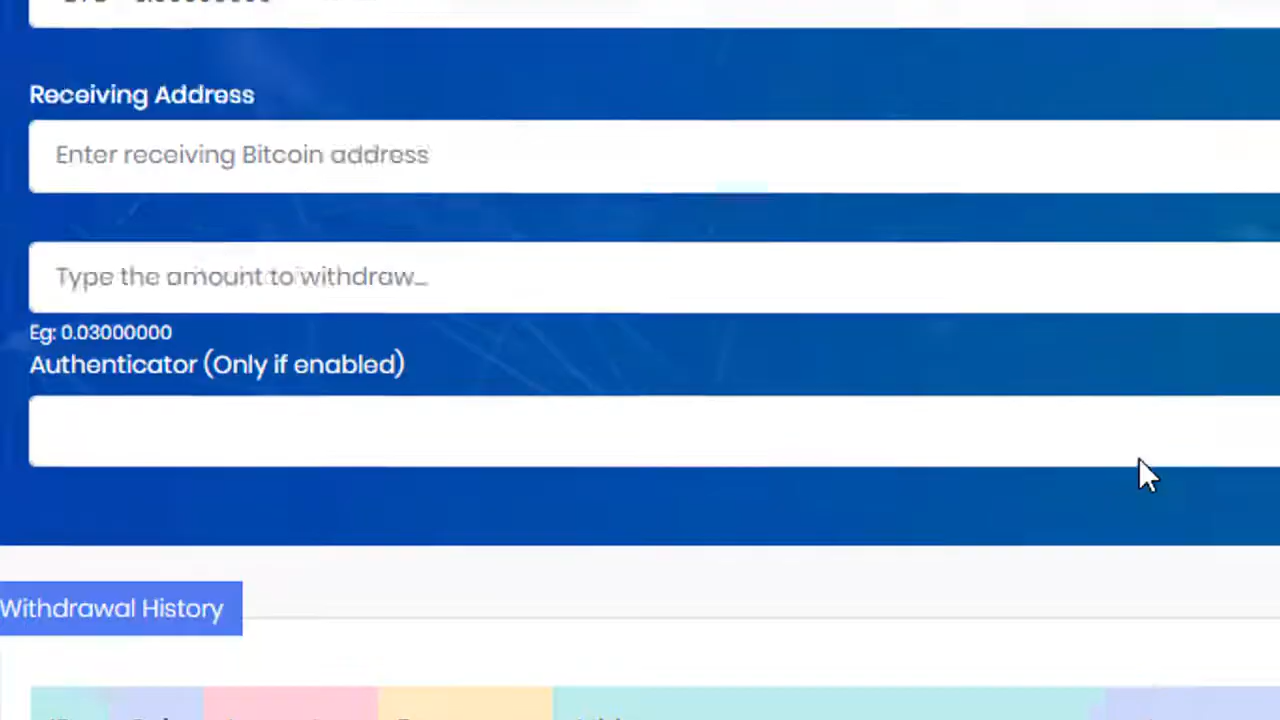 Receiving Address
Enter receiving Bitcoin address
Type the amount to withdraw...
Eg: 0.03000000
Authenticator (Only if enabled)
Withdrawal History